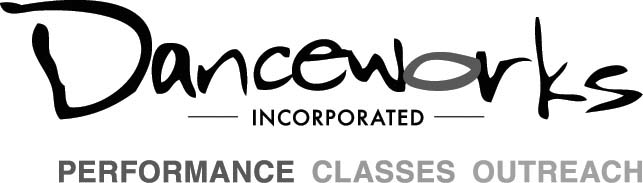 Danceworks
INCORPORATED
PERFORMANCE CLASSES OUTREACH